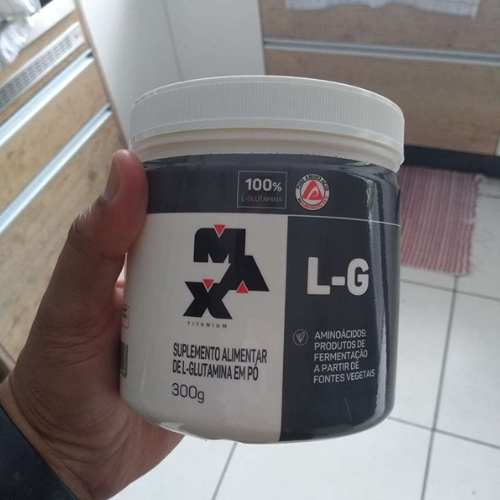 100%
L-GLUTAMINA
MAX
TITANIUM
L-G
SUPLEMENTO ALIMENTAR
DE L-GLUTAMINA EM PÓ
300g
AMINOÁCIDOS:
PRODUTOS DE
FERMENTAÇÃO
A PARTIR DE
FONTES VEGETAIS